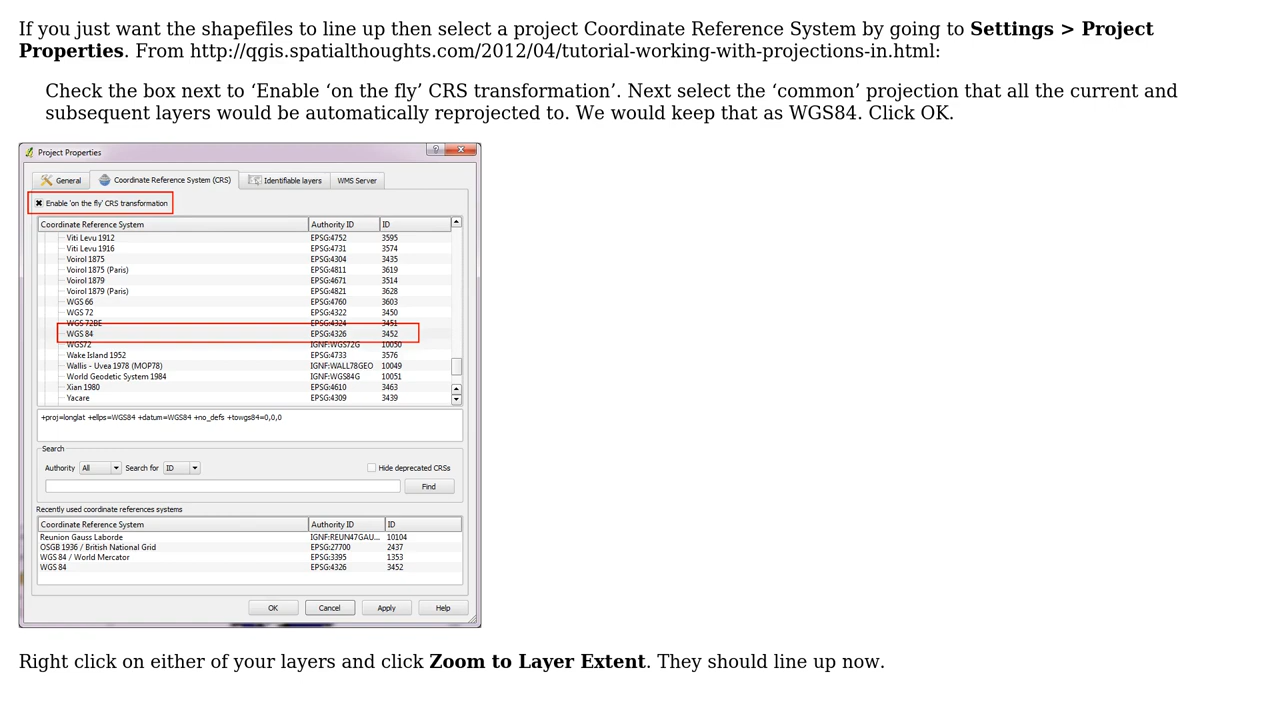 If you just want the shapefiles to line up then select a project Coordinate Reference System by going to Settings > Project
Properties. From http://qgis.spatialthoughts.com/2012/04/tutorial-working-with-projections-in.html:
Check the box next to ‘Enable ‘on the fly’ CRS transformation’. Next select the ‘common’ projection that all the current and
subsequent layers would be automatically reprojected to. We would keep that as WGS84. Click OK.
Project Properties
General Coordinate Reference System (CRS) Identifiable layers WMS Server
Enable 'on the fly' CRS transformation
Coordinate Reference System Authority ID ID
Viti Levu 1912 EPSG:4752 3595
Viti Levu 1916 EPSG:4731 3574
Voirol 1875 EPSG:4304 3435
Voirol 1875 (Paris) EPSG:4811 3619
Voirol 1879 EPSG:4671 3514
Voirol 1879 (Paris) EPSG:4821 3628
WGS 66 EPSG:4760 3603
WGS 72 EPSG:4322 3450
WGS 72BE EPSG:4324 3451
WGS 84 EPSG:4326 3452
WGS72 IGNF:WGS72G 10050
Wake Island 1952 EPSG:4733 3576
Wallis - Uvea 1978 (MOP78) IGNF:WALL78GEO 10049
World Geodetic System 1984 IGNF:WGS84G 10051
Xian 1980 EPSG:4610 3463
Yacare EPSG:4309 3439
+proj=longlat +ellps=WGS84 +datum=WGS84 +no_defs +towgs84=0,0,0
Search
Authority All Search for ID Hide deprecated CRSs
Find
Recently used coordinate references systems
Coordinate Reference System Authority ID ID
Reunion Gauss Laborde IGNF:REUN47GAU... 10104
OSGB 1936 / British National Grid EPSG:27700 2437
WGS 84 / World Mercator EPSG:3395 1353
WGS 84 EPSG:4326 3452
OK Cancel Apply Help
Right click on either of your layers and click Zoom to Layer Extent. They should line up now.